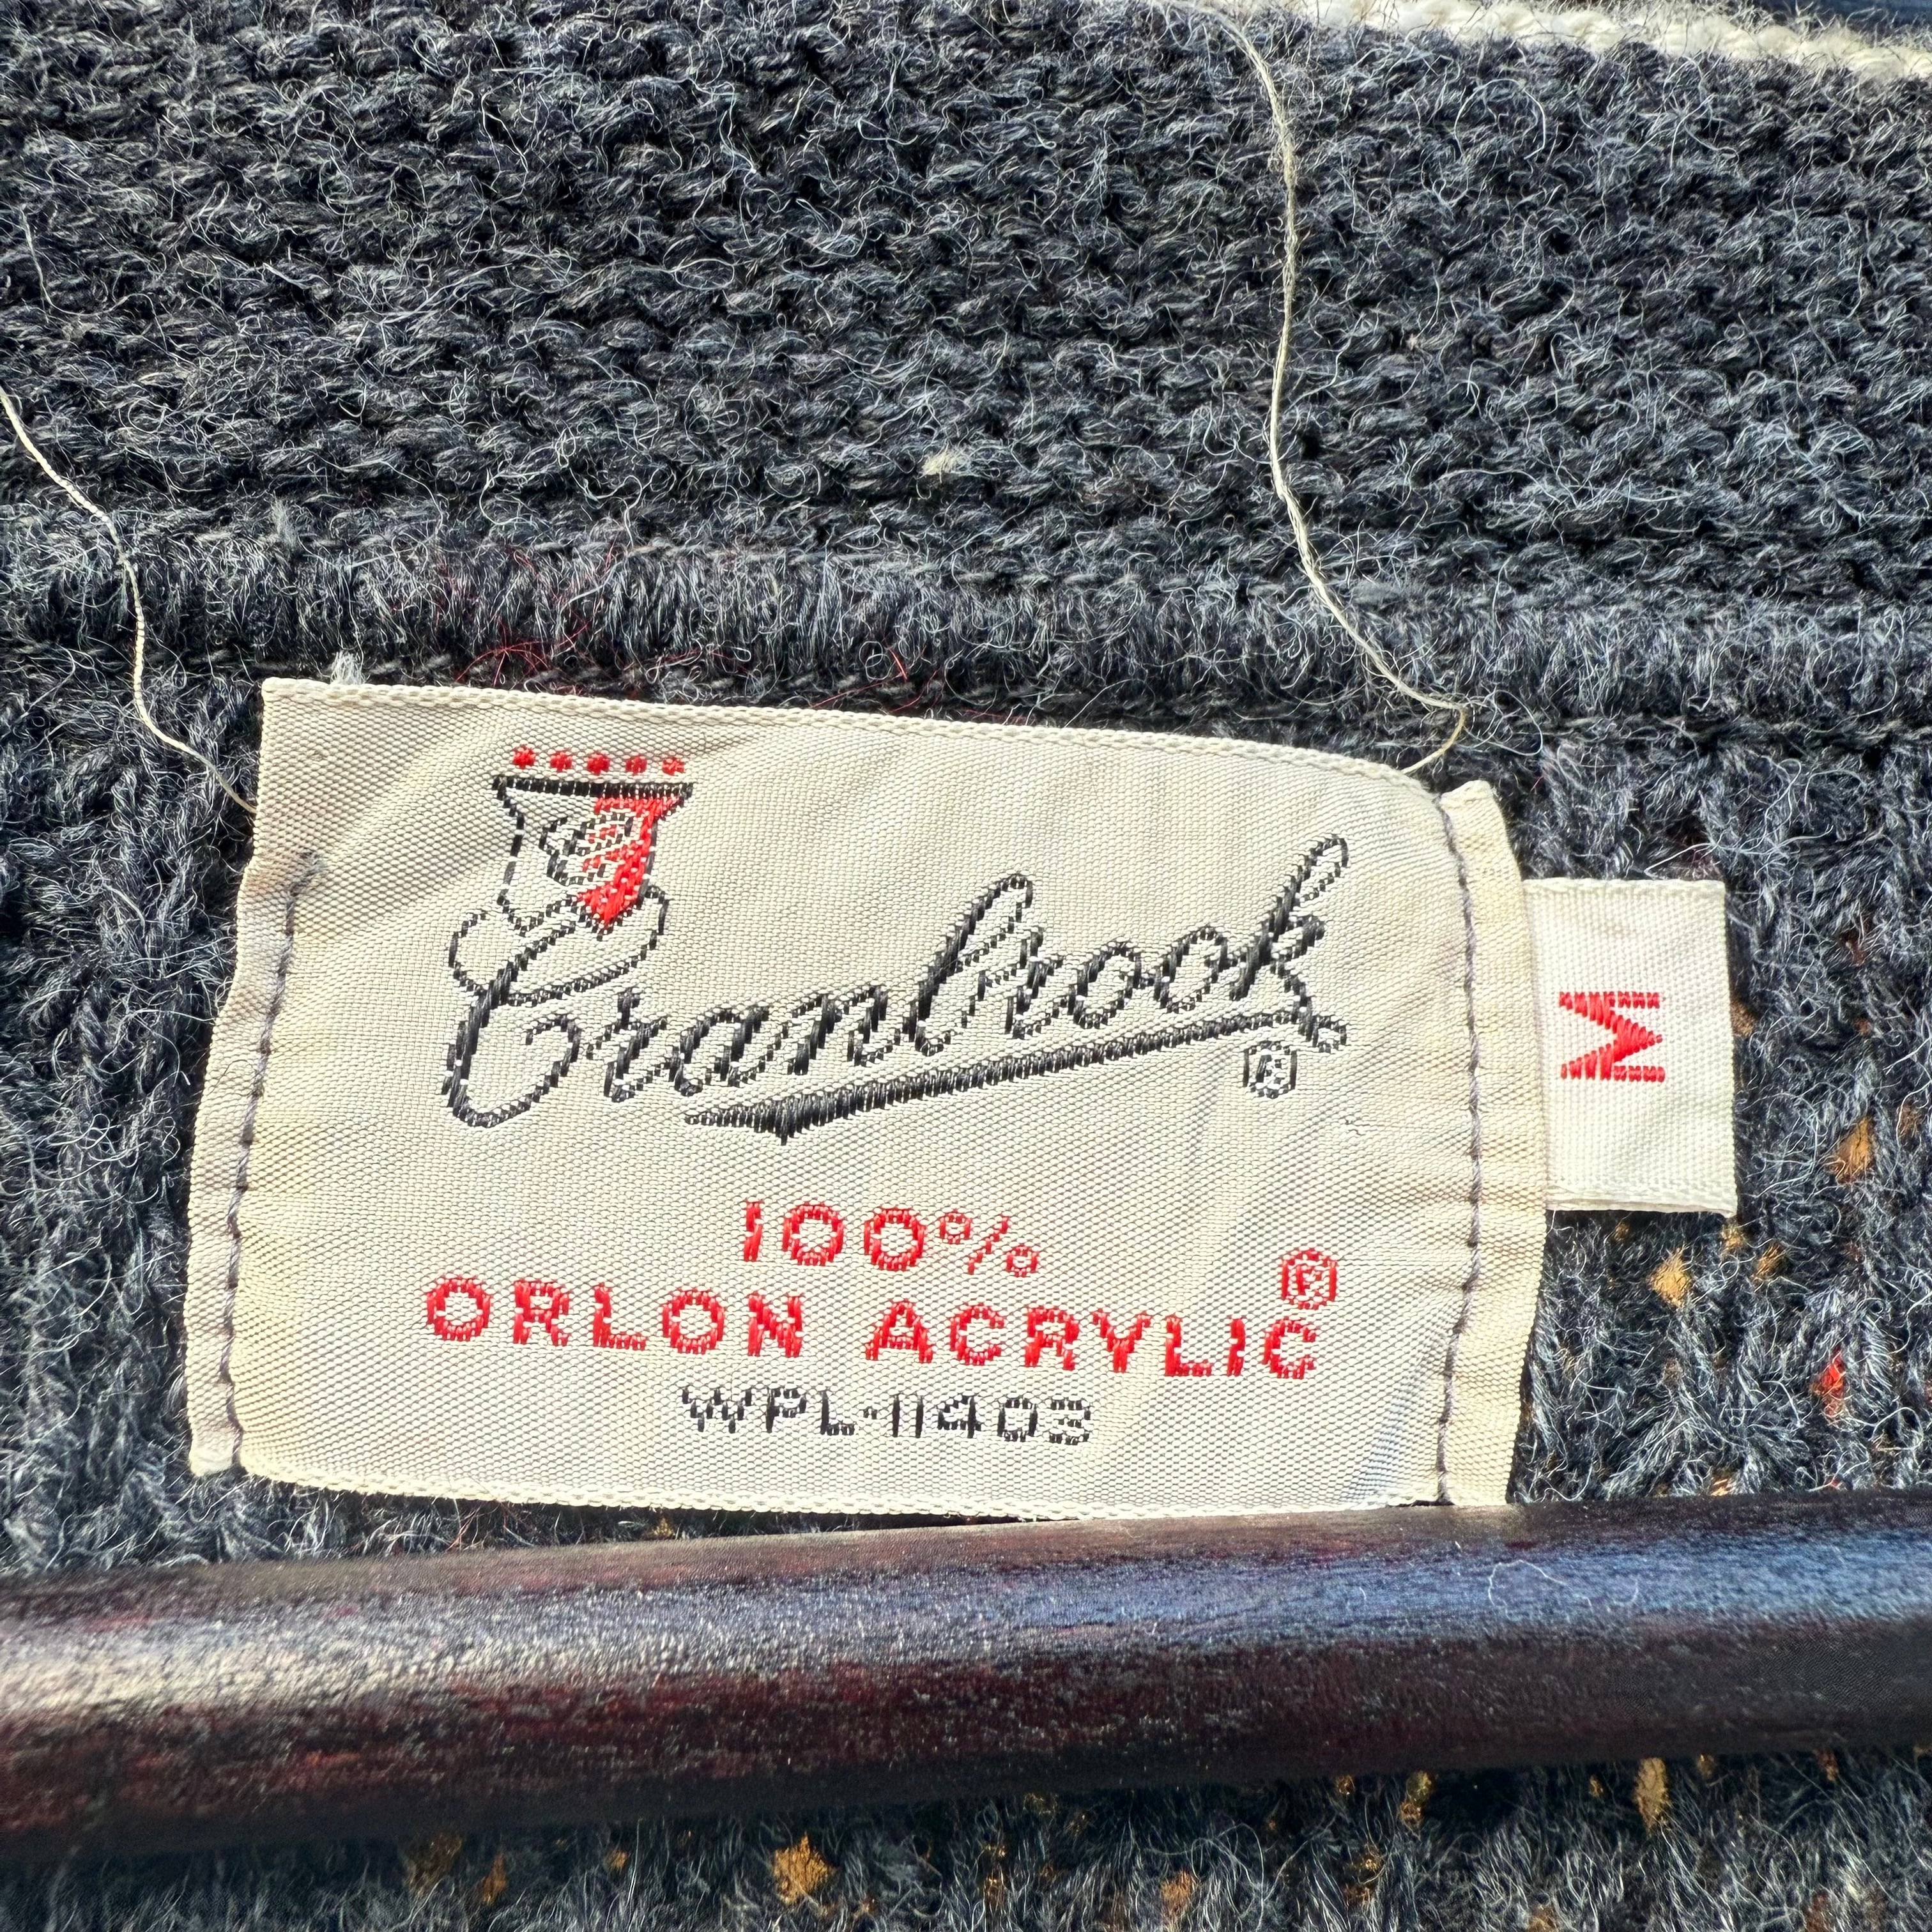 Cranbrook ®
M
100%
ORLON ACRYLIC ®
WPL-11403